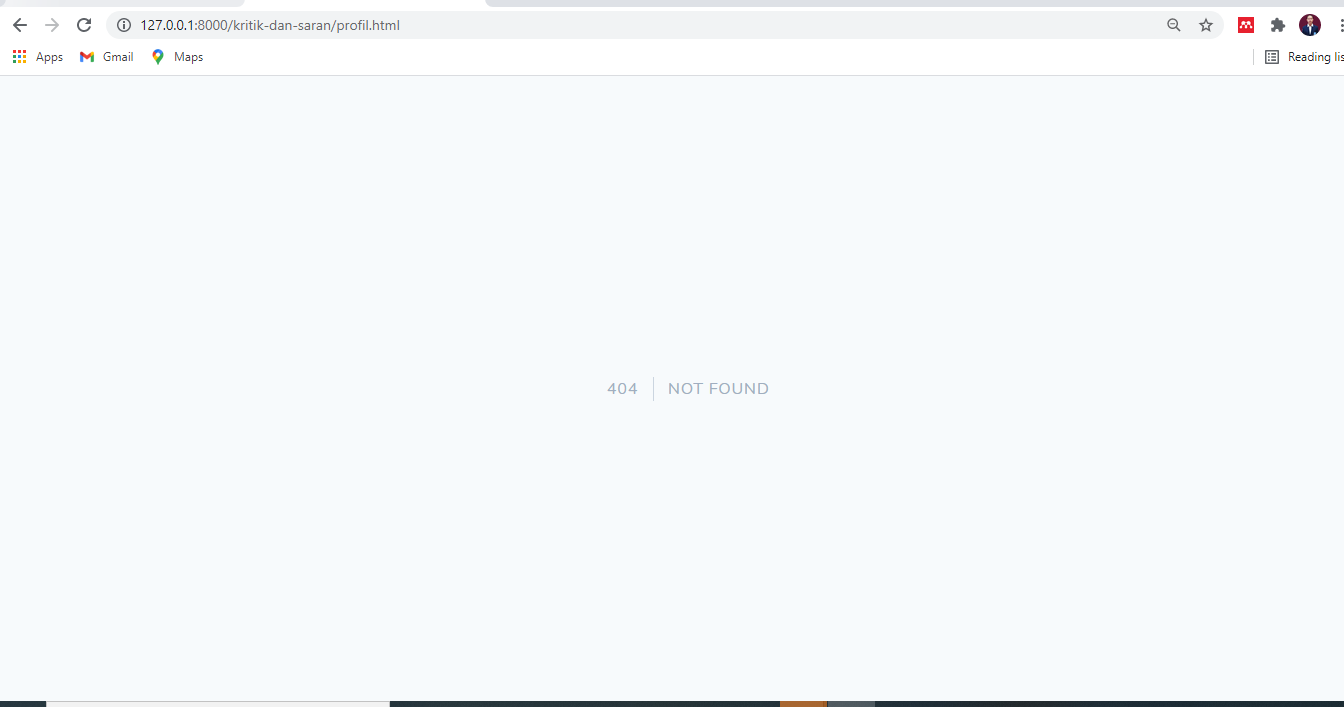 127.0.0.1:8000/kritik-dan-saran/profil.html
Apps Gmail Maps Reading lis
404 NOT FOUND